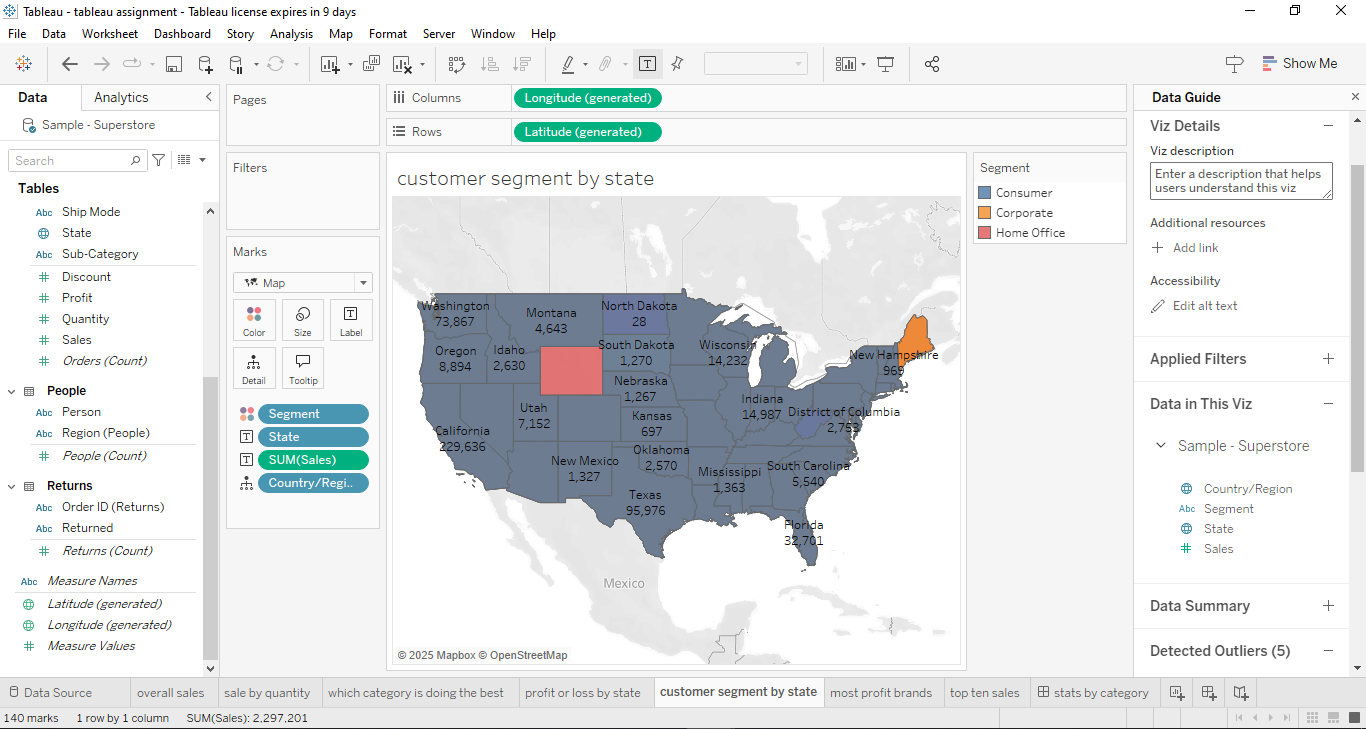 Tableau - tableau assignment - Tableau license expires in 9 days
File Data Worksheet Dashboard Story Analysis Map Format Server Window Help
Show Me
Data Analytics
Sample - Superstore
Search
Tables
Abc Ship Mode
State
Abc Sub-Category
# Discount
# Profit
# Quantity
# Sales
# Orders (Count)
People
Abc Person
Abc Region (People)
# People (Count)
Returns
Abc Order ID (Returns)
Abc Returned
# Returns (Count)
Abc Measure Names
Latitude (generated)
Longitude (generated)
# Measure Values
Pages
Filters
Marks
Map
Color Size Label
Detail Tooltip
Segment
State
SUM(Sales)
Country/Regi..
Columns Longitude (generated)
Rows Latitude (generated)
customer segment by state
Washington
73,867
Montana
4,643
North Dakota
28
Oregon
8,894
Idaho
2,630
South Dakota
1,270
Wisconsin
14,232
New Hampshire
969
Nebraska
1,267
Utah
7,152
Kansas
697
Indiana
14,987
District of Columbia
2,753
California
229,636
New Mexico
1,327
Oklahoma
2,570
Mississippi
1,363
South Carolina
5,540
Texas
95,976
Florida
32,701
Mexico
© 2025 Mapbox © OpenStreetMap
Segment
Consumer
Corporate
Home Office
Data Guide
Viz Details
Viz description
Enter a description that helps
users understand this viz
Additional resources
Add link
Accessibility
Edit alt text
Applied Filters
Data in This Viz
Sample - Superstore
Country/Region
Abc Segment
State
# Sales
Data Summary
Detected Outliers (5)
Data Source overall sales sale by quantity which category is doing the best profit or loss by state customer segment by state most profit brands top ten sales stats by category
140 marks 1 row by 1 column SUM(Sales): 2,297,201